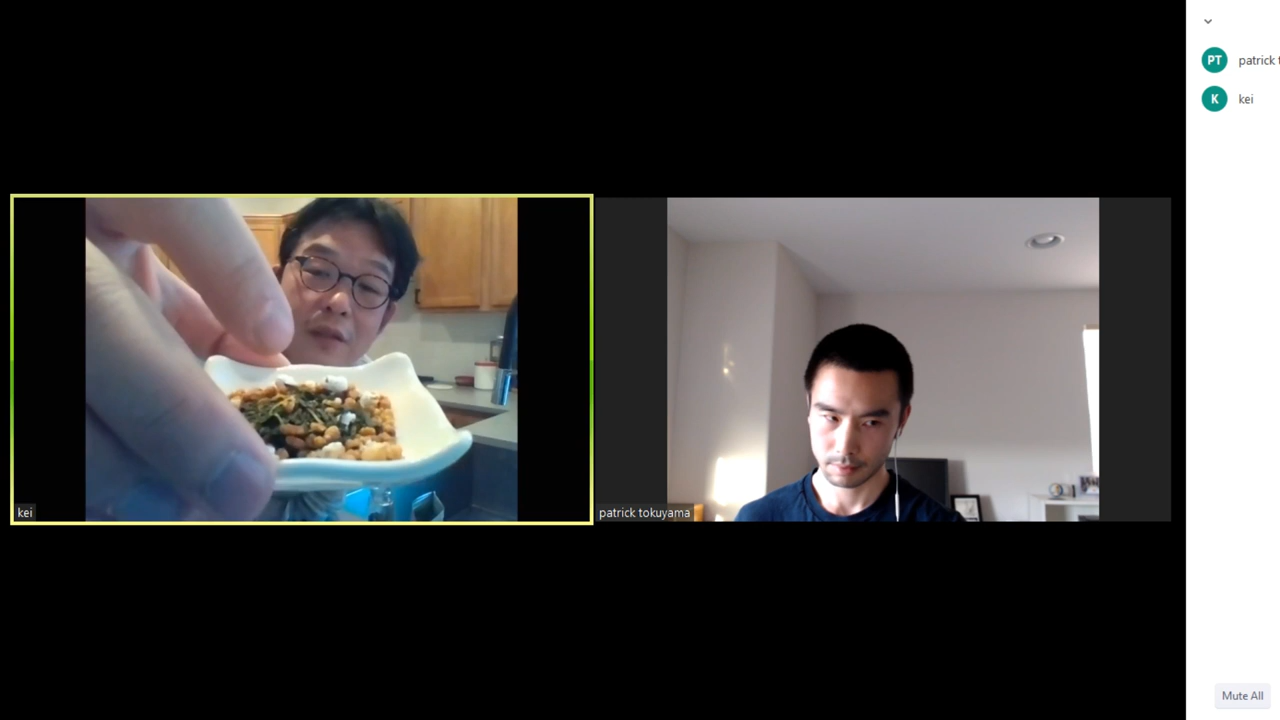 PT patrick t
K kei
kei
patrick tokuyama
Mute All